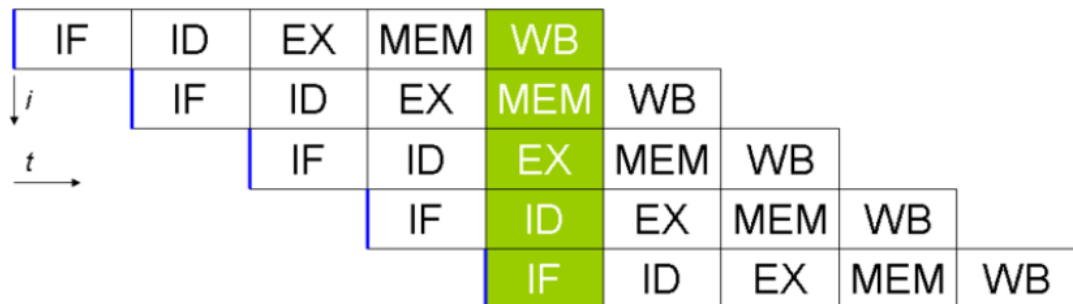 IF ID EX MEM WB
i IF ID EX MEM WB
t IF ID EX MEM WB
IF ID EX MEM WB
IF ID EX MEM WB